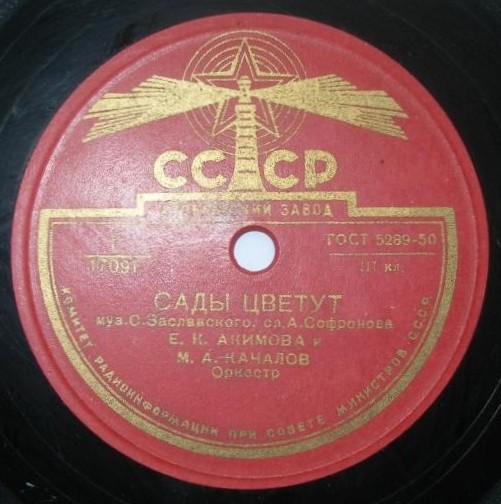 СССР
ЗАВОД
17091
ГОСТ 5289-50
III кл.
САДЫ ЦВЕТУТ
муз. С. Заславского, сл. А. Софронова
Е. К. АКИМОВА и
М. А. КАЧАЛОВ
Оркестр
КОМИТЕТ РАДИОИНФОРМАЦИИ ПРИ СОВЕТЕ МИНИСТРОВ СССР